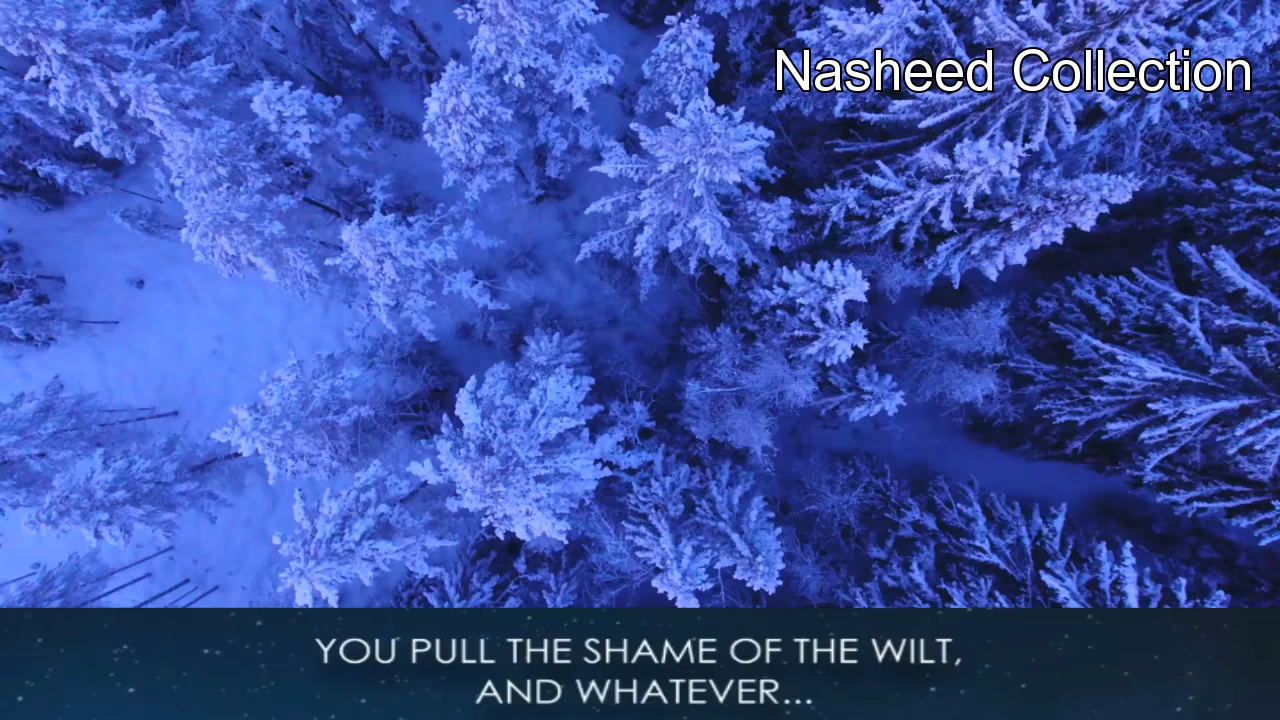 Nasheed Collection
YOU PULL THE SHAME OF THE WILT,
AND WHATEVER...